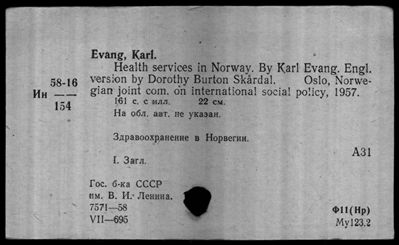 Evang, Karl.
Health services in Norway. By Karl Evang. Engl.
58-16
version by Dorothy Burton Skårdal. Oslo, Norwe-
Ин
gian joint com. on international social policy, 1957.
154
161 с. с илл. 22 см.
На обл. авт. не указан.
Здравоохранение в Норвегии.
А31
I. Загл.
Гос. б-ка СССР
им. В. И. Ленина.
7571—58
Ф11(Нр)
VII—695
Му123.2